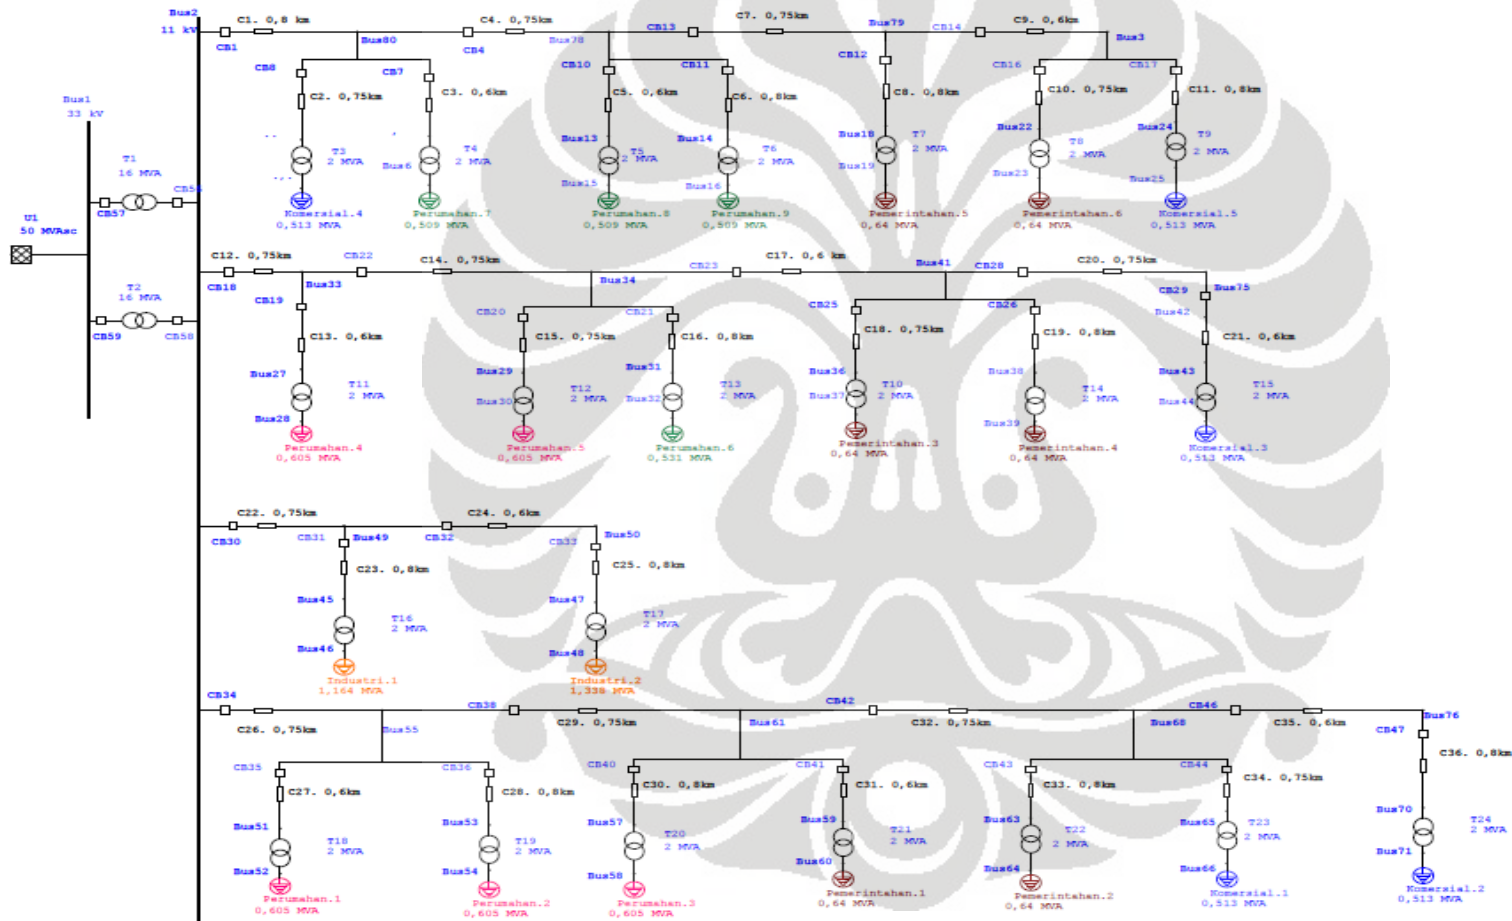 Bus2
11 kV
C1. 0,8 km
CB1
Bus80
C4. 0,75km
CB4
Bus78
CB13
C7. 0,75km
Bus79
CB14
C9. 0,6km
Bus3
CB8
CB7
CB10
CB11
CB12
CB16
CB17
C2. 0,75km
C3. 0,6km
C5. 0,6km
C6. 0,8km
C8. 0,8km
C10. 0,75km
C11. 0,8km
Bus13
Bus14
Bus18
Bus22
Bus24
T3
2 MVA
Bus6
T4
2 MVA
T5
2 MVA
T6
2 MVA
T7
2 MVA
T8
2 MVA
T9
2 MVA
Bus15
Bus16
Bus19
Bus23
Bus25
Komersial.4
0,513 MVA
Perumahan.7
0,509 MVA
Perumahan.8
0,509 MVA
Perumahan.9
0,509 MVA
Pemerintahan.5
0,64 MVA
Pemerintahan.6
0,64 MVA
Komersial.5
0,513 MVA
Bus1
33 kV
T1
16 MVA
CB57
U1
50 MVAsc
T2
16 MVA
CB59
CB58
C12. 0,75km
CB18
CB22
Bus33
C14. 0,75km
Bus34
CB23
C17. 0,6 km
Bus41
CB28
C20. 0,75km
CB29
Bus75
Bus42
CB19
CB20
CB21
CB25
CB26
C13. 0,6km
C15. 0,75km
C16. 0,8km
C18. 0,75km
C19. 0,8km
C21. 0,6km
Bus27
Bus29
Bus31
Bus36
Bus38
Bus43
T11
2 MVA
T12
2 MVA
T13
2 MVA
T10
2 MVA
T14
2 MVA
T15
2 MVA
Bus28
Bus30
Bus32
Bus37
Bus39
Bus44
Perumahan.4
0,605 MVA
Perumahan.5
0,605 MVA
Perumahan.6
0,531 MVA
Pemerintahan.3
0,64 MVA
Pemerintahan.4
0,64 MVA
Komersial.3
0,513 MVA
C22. 0,75km
CB30
CB31
Bus49
C24. 0,6km
CB32
CB33
Bus50
C23. 0,8km
C25. 0,8km
Bus45
Bus47
T16
2 MVA
T17
2 MVA
Bus46
Bus48
Industri.1
1,164 MVA
Industri.2
1,338 MVA
CB34
C26. 0,75km
Bus55
CB38
C29. 0,75km
Bus61
CB42
C32. 0,75km
Bus68
CB46
C35. 0,6km
Bus76
CB47
C36. 0,8km
CB35
CB36
CB40
CB41
CB43
CB44
C27. 0,6km
C28. 0,8km
C30. 0,8km
C31. 0,6km
C33. 0,8km
C34. 0,75km
Bus51
Bus53
Bus57
Bus59
Bus63
Bus65
Bus70
T18
2 MVA
T19
2 MVA
T20
2 MVA
T21
2 MVA
T22
2 MVA
T23
2 MVA
T24
2 MVA
Bus52
Bus54
Bus58
Bus60
Bus64
Bus66
Bus71
Perumahan.1
0,605 MVA
Perumahan.2
0,605 MVA
Perumahan.3
0,605 MVA
Pemerintahan.1
0,64 MVA
Pemerintahan.2
0,64 MVA
Komersial.1
0,513 MVA
Komersial.2
0,513 MVA